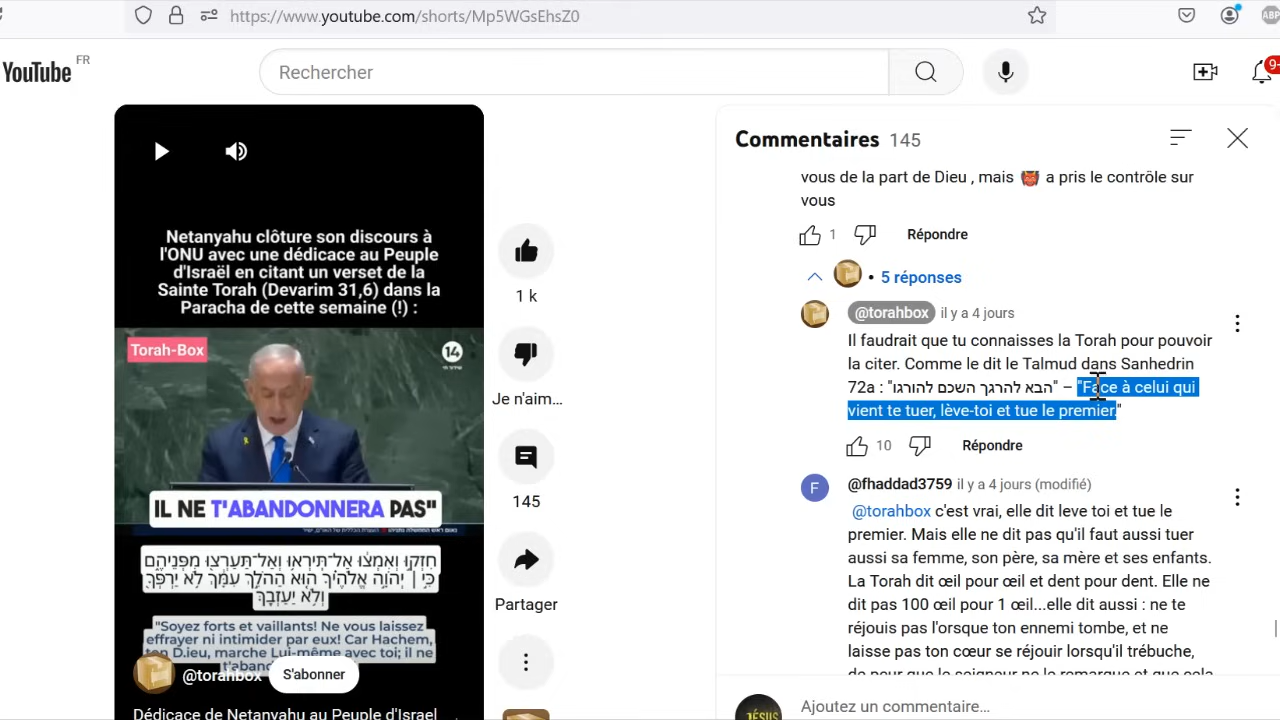 https://www.youtube.com/shorts/Mp5WGsEhsZ0
ABP
YouTube FR
Rechercher
9+
Netanyahu clôture son discours à
l'ONU avec une dédicace au Peuple
d'Israël en citant un verset de la
Sainte Torah (Devarim 31,6) dans la
Paracha de cette semaine (!) :
Torah-Box
14
IL NE T'ABANDONNERA PAS"
חִזְקוּ וְאִמְצוּ אַל־תִּירְאוּ וְאַל־תַּעַרְצוּ מִפְּנֵיהֶם
כִּי | יְהוָה אֱלֹהֶיךָ הוּא הַהֹלֵךְ עִמָּךְ לֹא יַרְפְּךָ
וְלֹא יַעַזְבֶךָּ
"Soyez forts et vaillants! Ne vous laissez
effrayer ni intimider par eux! Car Hachem,
ton D.ieu, marche Lui-même avec toi; il ne
@torahbox
S'abonner
Dédicace de Netanyahu au Peuple d'Israel
1 k
Je n'aim...
145
Partager
Commentaires 145
vous de la part de Dieu , mais 👹 a pris le contrôle sur
vous
1 Répondre
• 5 réponses
@torahbox il y a 4 jours
Il faudrait que tu connaisses la Torah pour pouvoir
la citer. Comme le dit le Talmud dans Sanhedrin
72a : "הבא להרגך השכם להורגו" – "Face à celui qui
vient te tuer, lève-toi et tue le premier."
10 Répondre
F
@fhaddad3759 il y a 4 jours (modifié)
@torahbox c'est vrai, elle dit leve toi et tue le
premier. Mais elle ne dit pas qu'il faut aussi tuer
aussi sa femme, son père, sa mère et ses enfants.
La Torah dit œil pour œil et dent pour dent. Elle ne
dit pas 100 œil pour 1 œil...elle dit aussi : ne te
réjouis pas l'orsque ton ennemi tombe, et ne
laisse pas ton cœur se réjouir lorsqu'il trébuche,
de peur que le seigneur ne le remarque et que cela
JÉSUS
Ajoutez un commentaire...